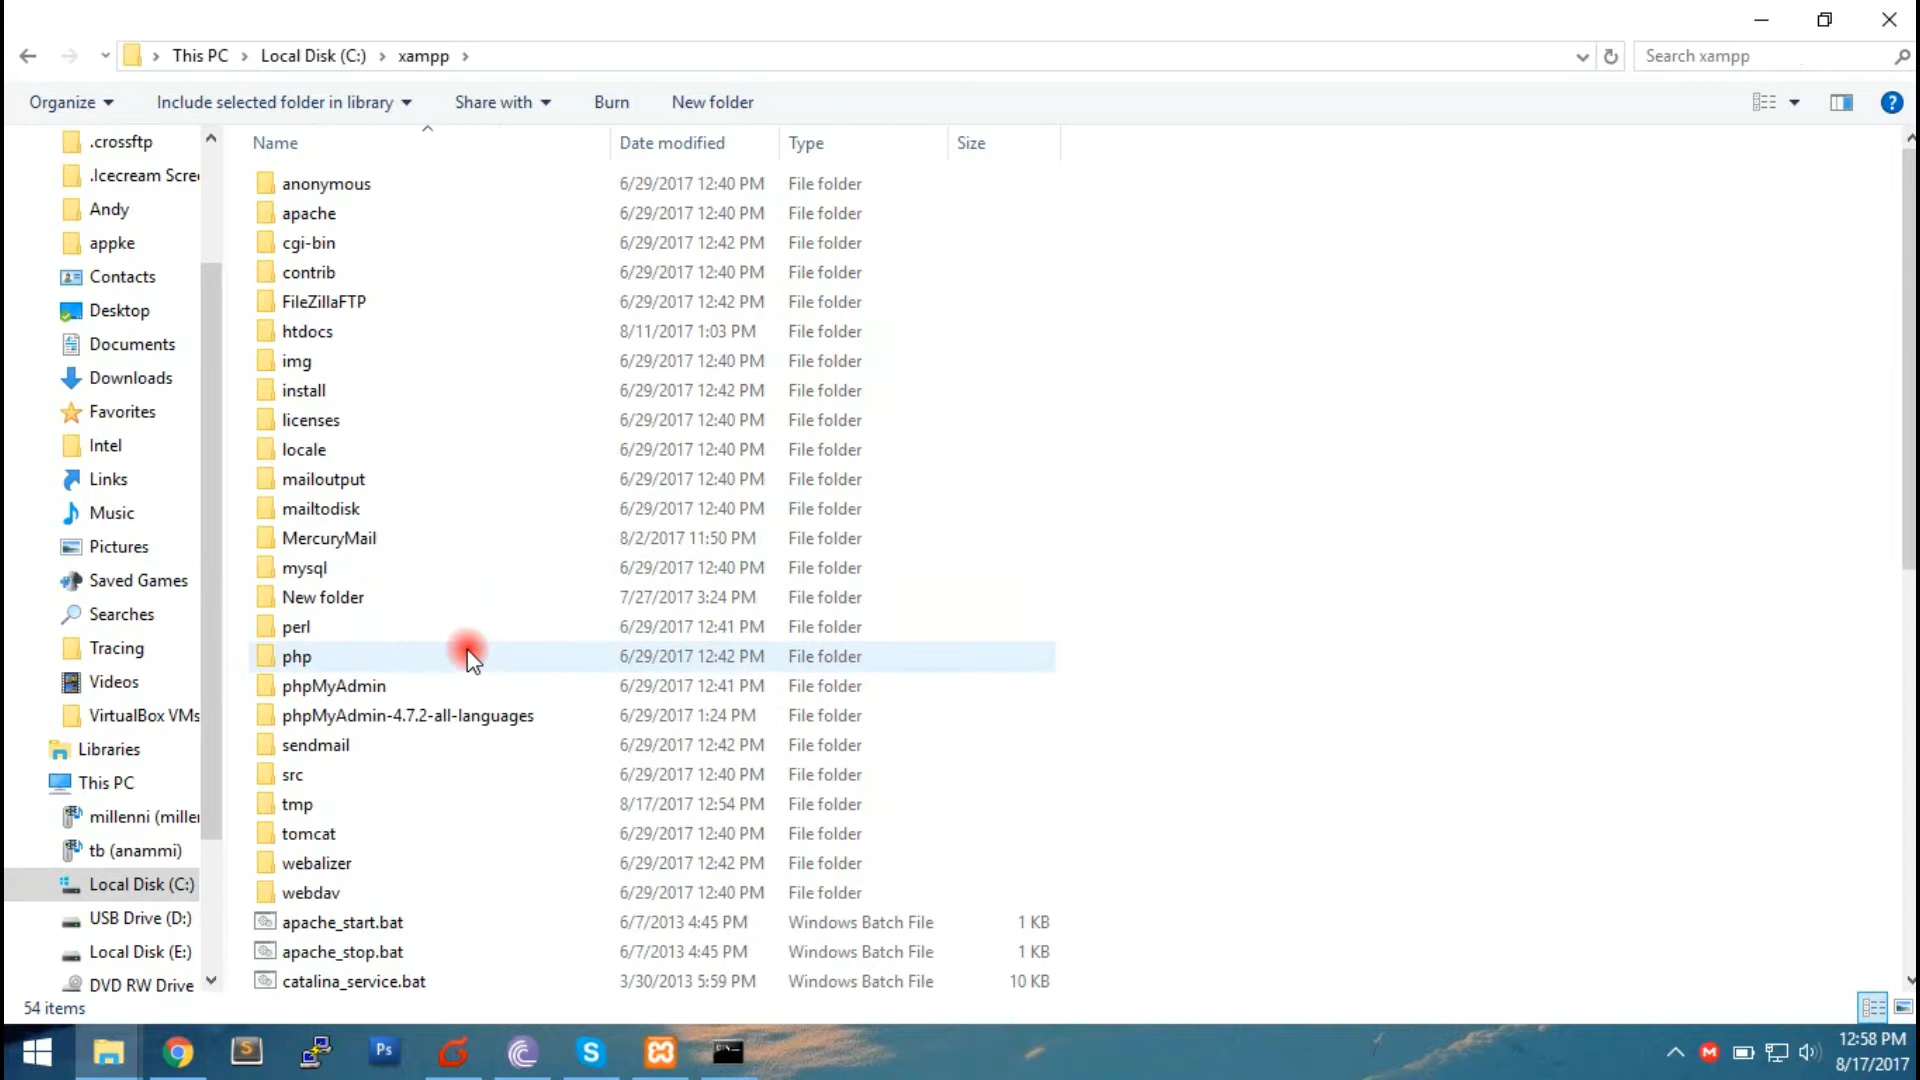 This PC > Local Disk (C:) > xampp >
Search xampp
Organize
Include selected folder in library
Share with
Burn
New folder
.crossftp
.Icecream Scre
Andy
appke
Contacts
Desktop
Documents
Downloads
Favorites
Intel
Links
Music
Pictures
Saved Games
Searches
Tracing
Videos
VirtualBox VMs
Libraries
This PC
millenni (miller
tb (anammi)
Local Disk (C:)
USB Drive (D:)
Local Disk (E:)
DVD RW Drive
Name Date modified Type Size
anonymous 6/29/2017 12:40 PM File folder
apache 6/29/2017 12:40 PM File folder
cgi-bin 6/29/2017 12:42 PM File folder
contrib 6/29/2017 12:40 PM File folder
FileZillaFTP 6/29/2017 12:42 PM File folder
htdocs 8/11/2017 1:03 PM File folder
img 6/29/2017 12:40 PM File folder
install 6/29/2017 12:42 PM File folder
licenses 6/29/2017 12:40 PM File folder
locale 6/29/2017 12:40 PM File folder
mailoutput 6/29/2017 12:40 PM File folder
mailtodisk 6/29/2017 12:40 PM File folder
MercuryMail 8/2/2017 11:50 PM File folder
mysql 6/29/2017 12:40 PM File folder
New folder 7/27/2017 3:24 PM File folder
perl 6/29/2017 12:41 PM File folder
php 6/29/2017 12:42 PM File folder
phpMyAdmin 6/29/2017 12:41 PM File folder
phpMyAdmin-4.7.2-all-languages 6/29/2017 1:24 PM File folder
sendmail 6/29/2017 12:42 PM File folder
src 6/29/2017 12:40 PM File folder
tmp 8/17/2017 12:54 PM File folder
tomcat 6/29/2017 12:40 PM File folder
webalizer 6/29/2017 12:42 PM File folder
webdav 6/29/2017 12:40 PM File folder
apache_start.bat 6/7/2013 4:45 PM Windows Batch File 1 KB
apache_stop.bat 6/7/2013 4:45 PM Windows Batch File 1 KB
catalina_service.bat 3/30/2013 5:59 PM Windows Batch File 10 KB
54 items
Ps
12:58 PM
8/17/2017